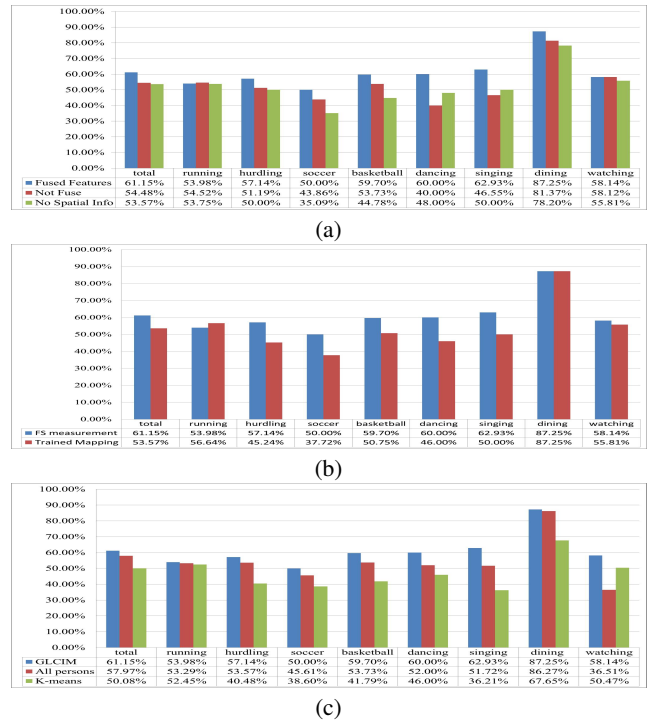 100.00%
90.00%
80.00%
70.00%
60.00%
50.00%
40.00%
30.00%
20.00%
10.00%
0.00%
total running hurdling soccer basketball dancing singing dining watching
Fused Features 61.15% 53.98% 57.14% 50.00% 59.70% 60.00% 62.93% 87.25% 58.14%
Not Fuse 54.48% 54.52% 51.19% 43.86% 53.73% 40.00% 46.55% 81.37% 58.12%
No Spatial Info 53.57% 53.75% 50.00% 35.09% 44.78% 48.00% 50.00% 78.20% 55.81%
(a)
100.00%
90.00%
80.00%
70.00%
60.00%
50.00%
40.00%
30.00%
20.00%
10.00%
0.00%
total running hurdling soccer basketball dancing singing dining watching
FS measurement 61.15% 53.98% 57.14% 50.00% 59.70% 60.00% 62.93% 87.25% 58.14%
Trained Mapping 53.57% 56.64% 45.24% 37.72% 50.75% 46.00% 50.00% 87.25% 55.81%
(b)
100.00%
90.00%
80.00%
70.00%
60.00%
50.00%
40.00%
30.00%
20.00%
10.00%
0.00%
total running hurdling soccer basketball dancing singing dining watching
GLCIM 61.15% 53.98% 57.14% 50.00% 59.70% 60.00% 62.93% 87.25% 58.14%
All persons 57.97% 53.29% 53.57% 45.61% 53.73% 52.00% 51.72% 86.27% 36.51%
K-means 50.08% 52.45% 40.48% 38.60% 41.79% 46.00% 36.21% 67.65% 50.47%
(c)